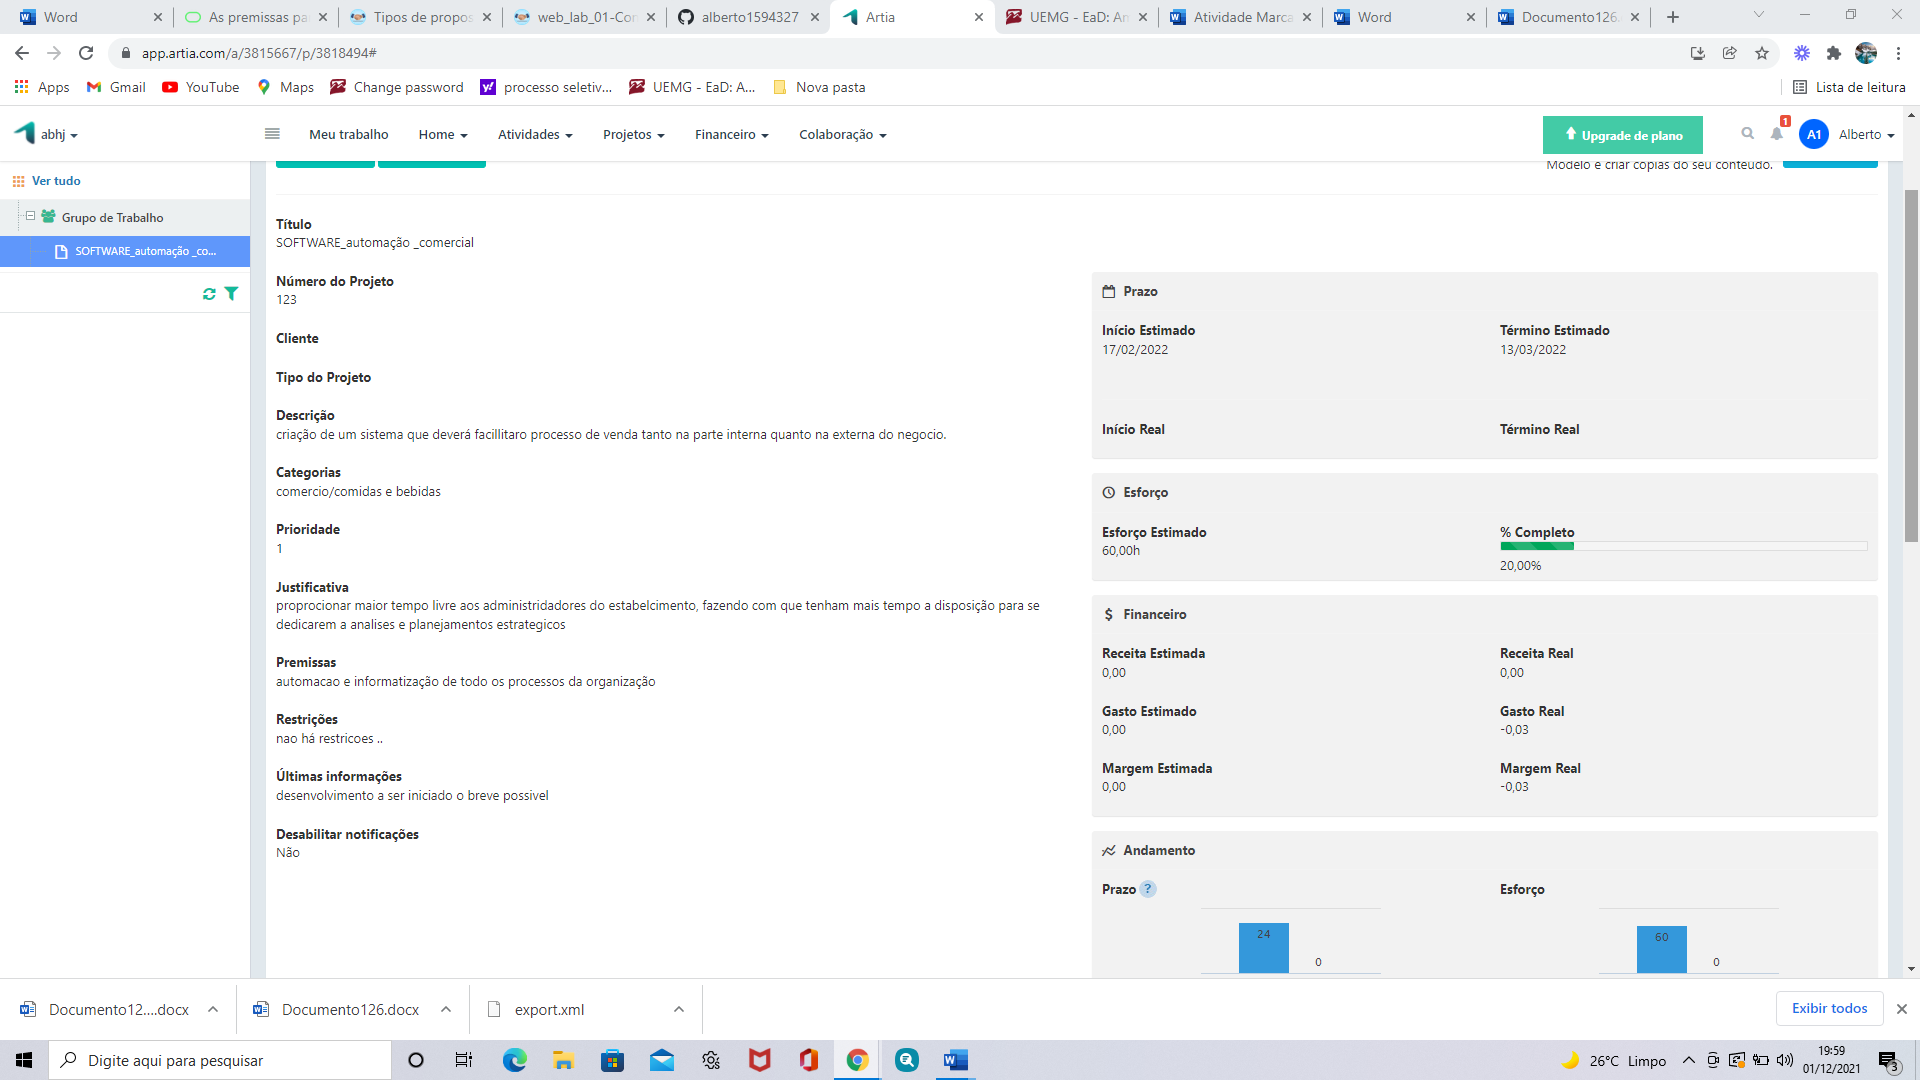 Word
As premissas pa
Tipos de propos
web_lab_01-Con
alberto1594327
Artia
UEMG - EaD: An
Atividade Marca
Word
Documento126.
app.artia.com/a/3815667/p/3818494#
Apps
Gmail
YouTube
Maps
Change password
processo seletiv...
UEMG - EaD: A...
Nova pasta
Lista de leitura
abhj
Meu trabalho
Home
Atividades
Projetos
Financeiro
Colaboração
Upgrade de plano
1
A1
Alberto
Modelo e criar cópias do seu conteúdo.
Ver tudo
Grupo de Trabalho
SOFTWARE_automação _co...
Título
SOFTWARE_automação _comercial
Número do Projeto
123
Cliente
Tipo do Projeto
Descrição
criação de um sistema que deverá facillitaro processo de venda tanto na parte interna quanto na externa do negocio.
Categorias
comercio/comidas e bebidas
Prioridade
1
Justificativa
proprocionar maior tempo livre aos administridadores do estabelcimento, fazendo com que tenham mais tempo a disposição para se
dedicarem a analises e planejamentos estrategicos
Premissas
automacao e informatização de todo os processos da organização
Restrições
nao há restricoes ..
Últimas informações
desenvolvimento a ser iniciado o breve possivel
Desabilitar notificações
Não
Prazo
Início Estimado
17/02/2022
Término Estimado
13/03/2022
Início Real
Término Real
Esforço
Esforço Estimado
60,00h
% Completo
20,00%
Financeiro
Receita Estimada
0,00
Receita Real
0,00
Gasto Estimado
0,00
Gasto Real
-0,03
Margem Estimada
0,00
Margem Real
-0,03
Andamento
Prazo ?
Esforço
24
0
60
0
Documento12....docx
Documento126.docx
export.xml
Exibir todos
Digite aqui para pesquisar
26°C Limpo
19:59
01/12/2021
3